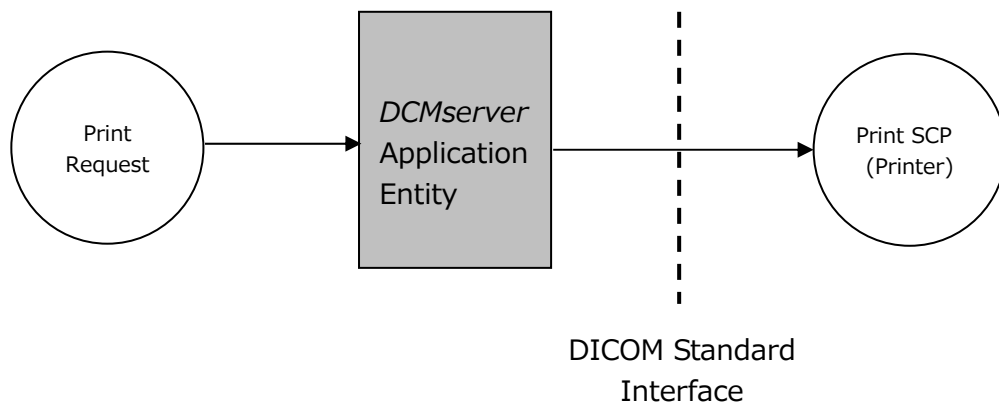 Print
Request
DCMserver
Application
Entity
Print SCP
(Printer)
DICOM Standard
Interface